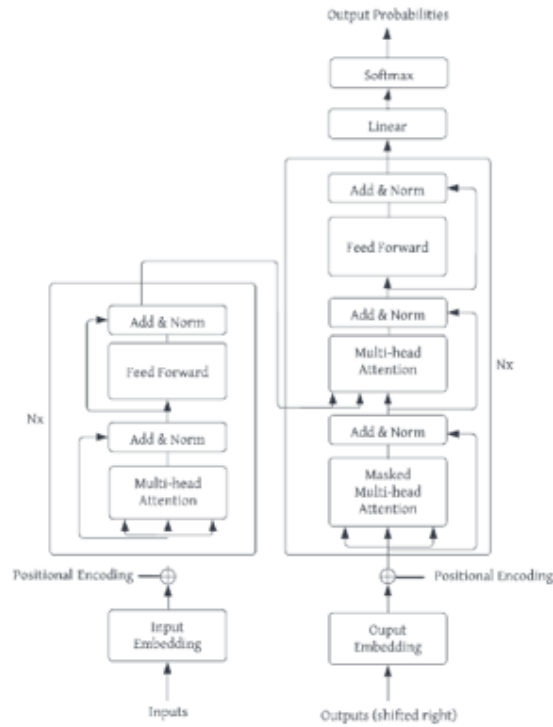 Output Probabilities
Softmax
Linear
Add & Norm
Feed Forward
Add & Norm
Multi-head
Attention
Nx
Add & Norm
Masked
Multi-head
Attention
Positional Encoding
Ouput
Embedding
Outputs (shifted right)
Add & Norm
Feed Forward
Nx
Add & Norm
Multi-head
Attention
Positional Encoding
Input
Embedding
Inputs